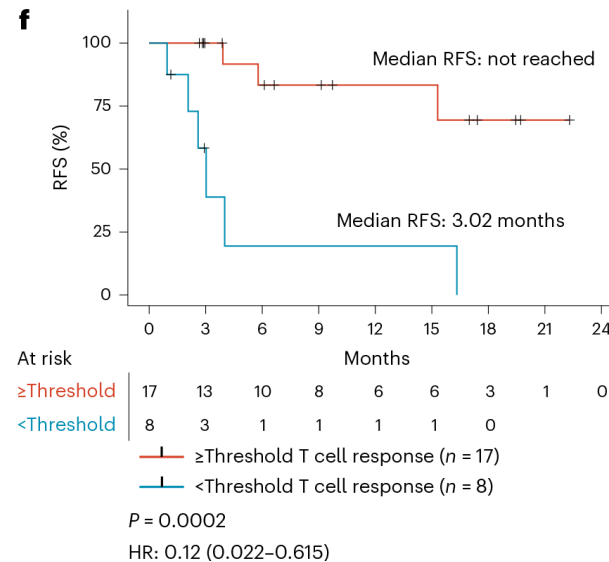 f
100
75
50
25
0
RFS (%)
Median RFS: not reached
Median RFS: 3.02 months
0 3 6 9 12 15 18 21 24
At risk Months
≥Threshold 17 13 10 8 6 6 3 1 0
<Threshold 8 3 1 1 1 1 0
≥Threshold T cell response (n = 17)
<Threshold T cell response (n = 8)
P = 0.0002
HR: 0.12 (0.022–0.615)